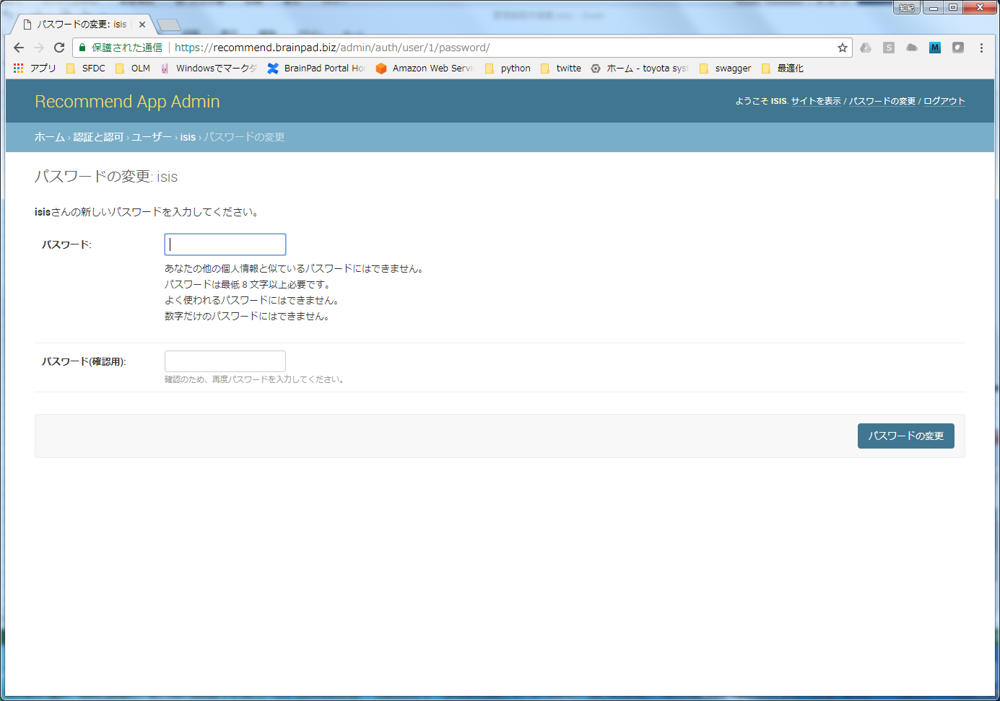 知紀
パスワードの変更: isis
保護された通信 https://recommend.brainpad.biz/admin/auth/user/1/password/
アプリ SFDC OLM Windowsでマークダ BrainPad Portal Hor Amazon Web Servic python twitte ホーム - toyota syst swagger 最適化
Recommend App Admin
ようこそ ISIS. サイトを表示 / パスワードの変更 / ログアウト
ホーム › 認証と認可 › ユーザー › isis › パスワードの変更
パスワードの変更: isis
isisさんの新しいパスワードを入力してください。
パスワード:
あなたの他の個人情報と似ているパスワードにはできません。
パスワードは最低 8 文字以上必要です。
よく使われるパスワードにはできません。
数字だけのパスワードにはできません。
パスワード(確認用):
確認のため、再度パスワードを入力してください。
パスワードの変更